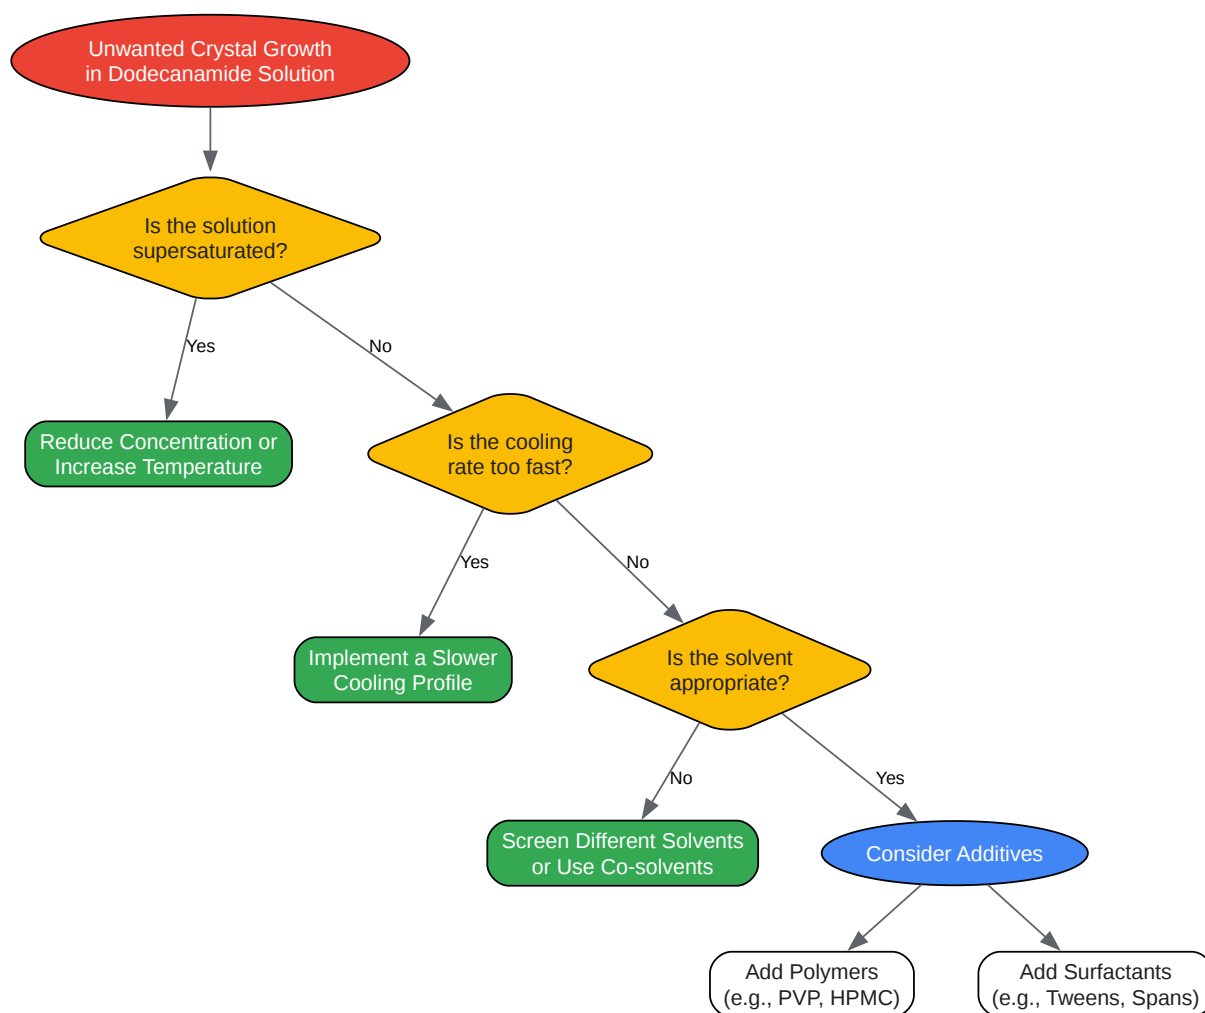 Unwanted Crystal Growth
in Dodecanamide Solution
Is the solution
supersaturated?
Yes
No
Reduce Concentration or
Increase Temperature
Is the cooling
rate too fast?
Yes
No
Implement a Slower
Cooling Profile
Is the solvent
appropriate?
No
Yes
Screen Different Solvents
or Use Co-solvents
Consider Additives
Add Polymers
(e.g., PVP, HPMC)
Add Surfactants
(e.g., Tweens, Spans)